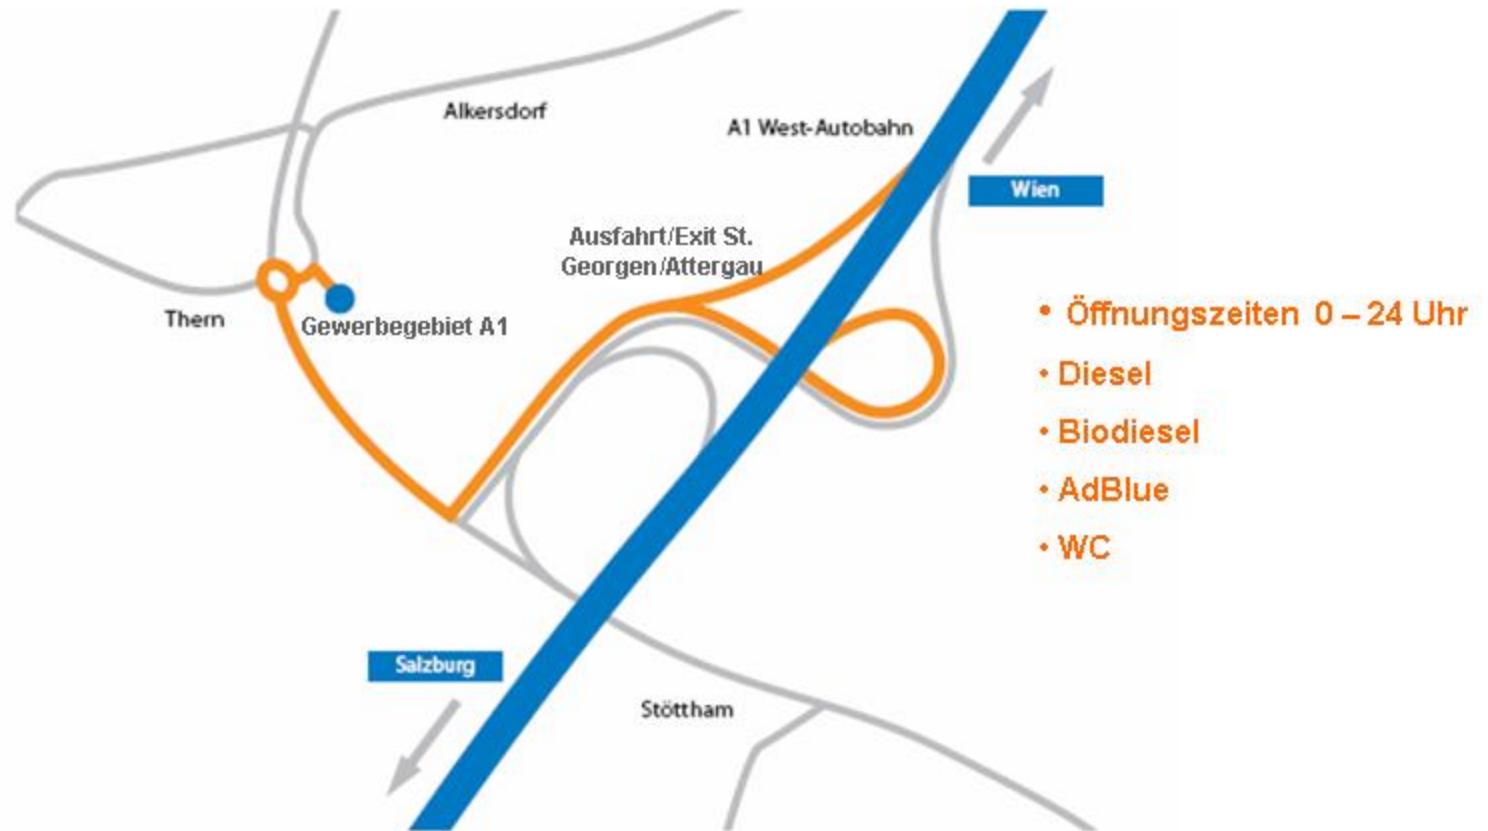 Alkersdorf
A1 West-Autobahn
Wien
Ausfahrt/Exit St.
Georgen/Attergau
Thern
Gewerbegebiet A1
• Öffnungszeiten 0 – 24 Uhr
• Diesel
• Biodiesel
• AdBlue
• WC
Salzburg
Stöttham